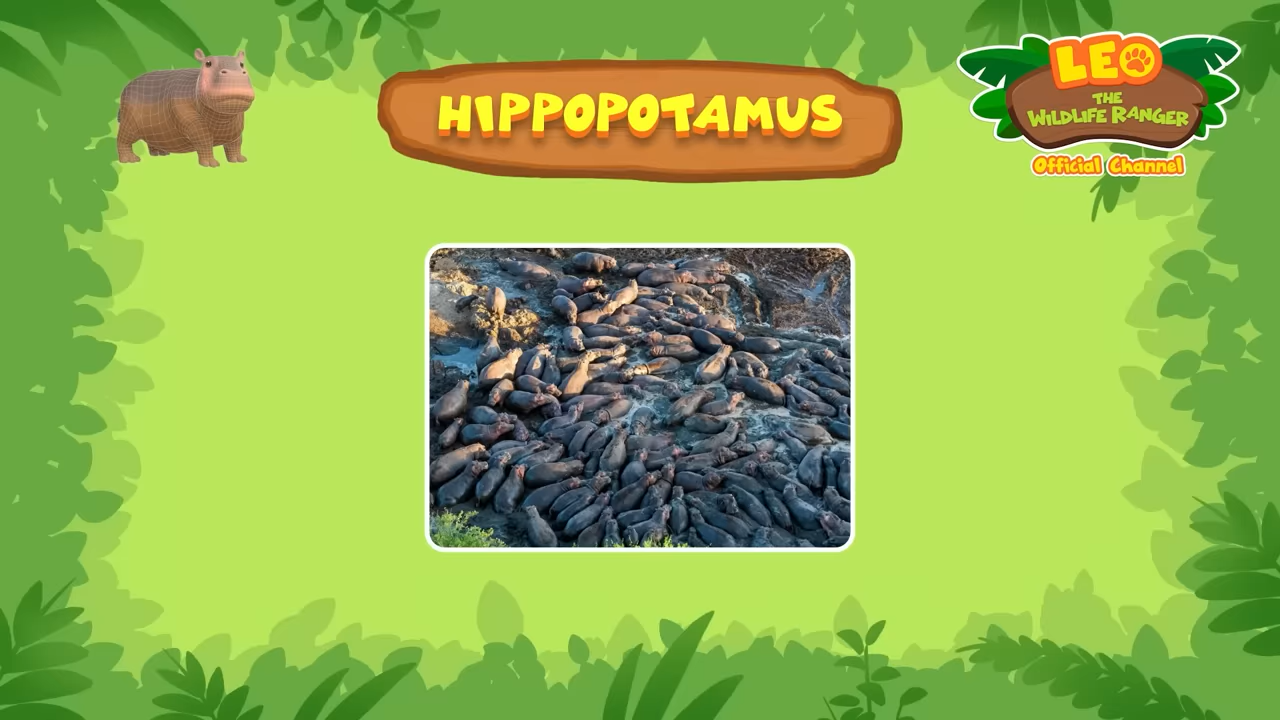 HIPPOPOTAMUS
LEO
THE
WILDLIFE RANGER
Official Channel